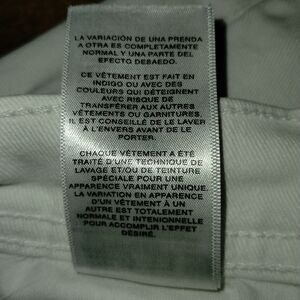 LA VARIACIÓN DE UNA PRENDA
A OTRA ES COMPLETAMENTE
NORMAL Y UNA PARTE DEL
EFECTO DESAEDO.
CE VÊTEMENT EST FAIT EN
INDIGO OU AVEC DES
COULEURS QUI DÉTEIGNENT
AVEC RISQUE DE
TRANSFÉRER AUX AUTRES
VÊTEMENTS OU GARNITURES.
IL EST CONSEILLÉ DE LE LAVER
À L'ENVERS AVANT DE LE
PORTER.
CHAQUE VÊTEMENT A ÉTÉ
TRAITÉ D'UNE TECHNIQUE DE
LAVAGE ET/OU DE TEINTURE
SPÉCIALE POUR UNE
APPARENCE VRAIMENT UNIQUE.
LA VARIATION EN APPARENCE
D'UN VÊTEMENT À UN
AUTRE EST TOTALEMENT
NORMALE ET INTENIONNELLE
POUR ACCOMPLIR L'EFFET
DÉSIRÉ.